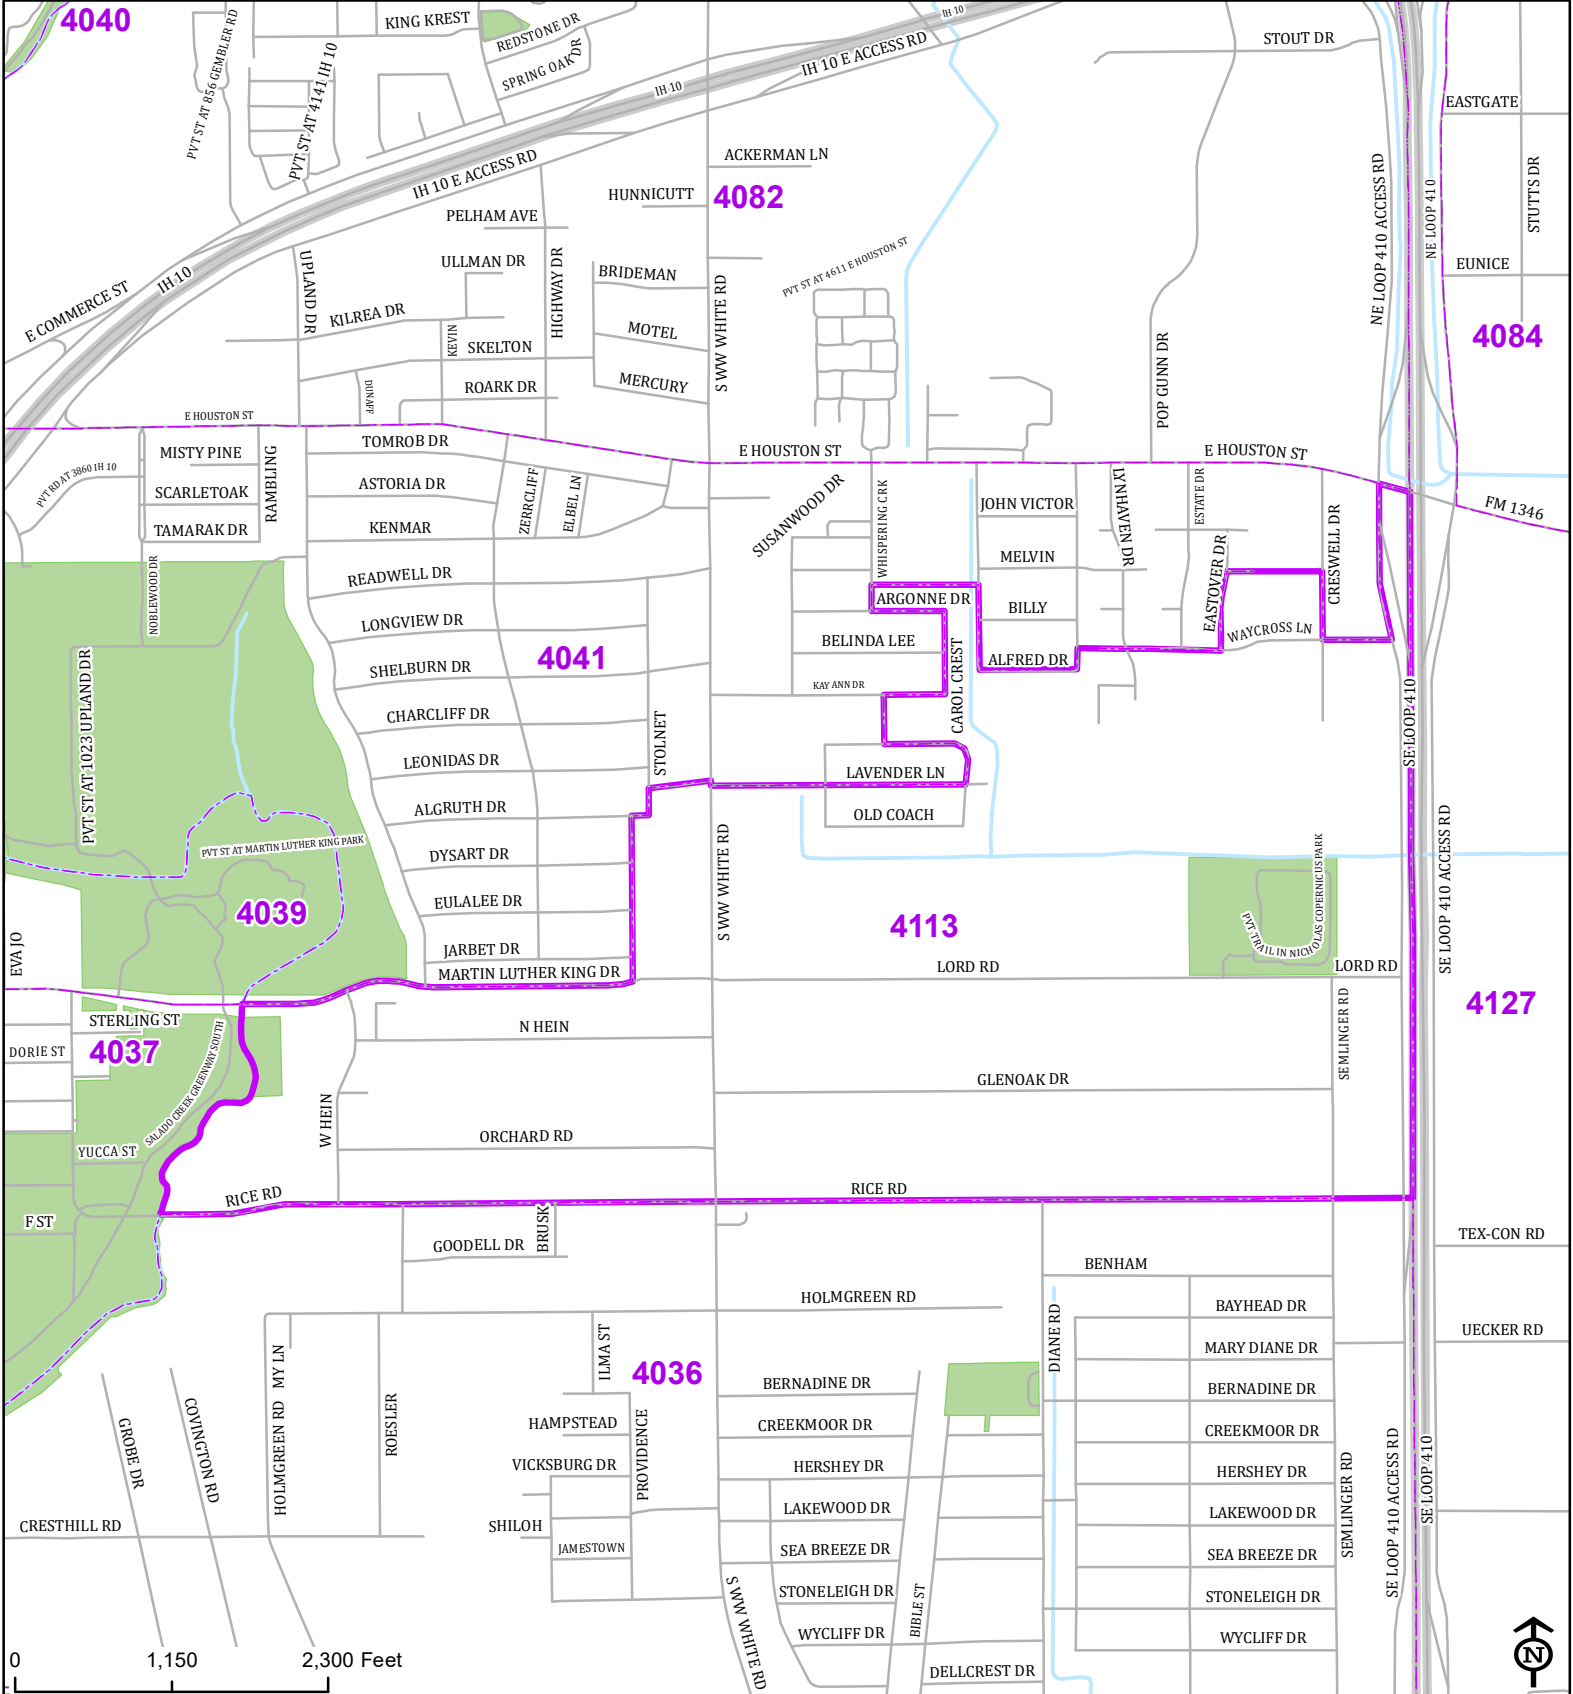 4040
KING KREST
REDSTONE DR
SPRING OAK DR
PVT ST AT 856 GEMBLER RD
PVT ST AT 4141 IH 10
IH 10
IH 10 E ACCESS RD
STOUT DR
IH 10
EASTGATE
IH 10 E ACCESS RD
ACKERMAN LN
HUNNICUTT
4082
PELHAM AVE
STUTTS DR
NE LOOP 410 ACCESS RD
NE LOOP 410
ULLMAN DR
BRIDEMAN
PVT ST AT 4611 E HOUSTON ST
EUNICE
E COMMERCE ST
IH 10
UPLAND DR
KILREA DR
HIGHWAY DR
MOTEL
S WW WHITE RD
KEVIN
SKELTON
4084
POP GUNN DR
DUNAFF
ROARK DR
MERCURY
E HOUSTON ST
TOMROB DR
E HOUSTON ST
E HOUSTON ST
MISTY PINE
RAMBLING
PVT RD AT 3860 IH 10
SCARLETOAK
ASTORIA DR
ZERRCLIFF
ELBEL LN
SUSANWOOD DR
WHISPERING CRK
JOHN VICTOR
LYNHAVEN DR
ESTATE DR
CRESWELL DR
FM 1346
TAMARAK DR
KENMAR
MELVIN
NOBLEWOOD DR
READWELL DR
EASTOVER DR
ARGONNE DR
BILLY
LONGVIEW DR
WAYCROSS LN
BELINDA LEE
4041
SHELBURN DR
ALFRED DR
KAY ANN DR
CAROL CREST
PVT ST AT 1023 UPLAND DR
CHARCLIFF DR
STOLNET
SE LOOP 410
LEONIDAS DR
LAVENDER LN
ALGRUTH DR
OLD COACH
PVT ST AT MARTIN LUTHER KING PARK
DYSART DR
S WW WHITE RD
SE LOOP 410 ACCESS RD
PVT TRAIL IN NICHOLAS COPERNICUS PARK
4039
EULALEE DR
4113
EVA JO
JARBET DR
MARTIN LUTHER KING DR
LORD RD
LORD RD
4127
STERLING ST
N HEIN
SEMLINGER RD
DORIE ST
4037
SALADO CREEK GREENWAY SOUTH
GLENOAK DR
W HEIN
YUCCA ST
ORCHARD RD
RICE RD
RICE RD
F ST
BRUSK
GOODELL DR
TEX-CON RD
BENHAM
HOLMGREEN RD
BAYHEAD DR
UECKER RD
ILMA ST
DIANE RD
MARY DIANE DR
MY LN
4036
BERNADINE DR
BERNADINE DR
HAMPSTEAD
CREEKMOOR DR
CREEKMOOR DR
GROBE DR
COVINGTON RD
HOLMGREEN RD
ROESLER
PROVIDENCE
VICKSBURG DR
HERSHEY DR
HERSHEY DR
SEMLINGER RD
SE LOOP 410 ACCESS RD
SE LOOP 410
LAKEWOOD DR
LAKEWOOD DR
CRESTHILL RD
SHILOH
JAMESTOWN
SEA BREEZE DR
SEA BREEZE DR
STONELEIGH DR
STONELEIGH DR
BIBLE ST
S WW WHITE RD
WYCLIFF DR
WYCLIFF DR
DELLCREST DR
0 1,150 2,300 Feet
N